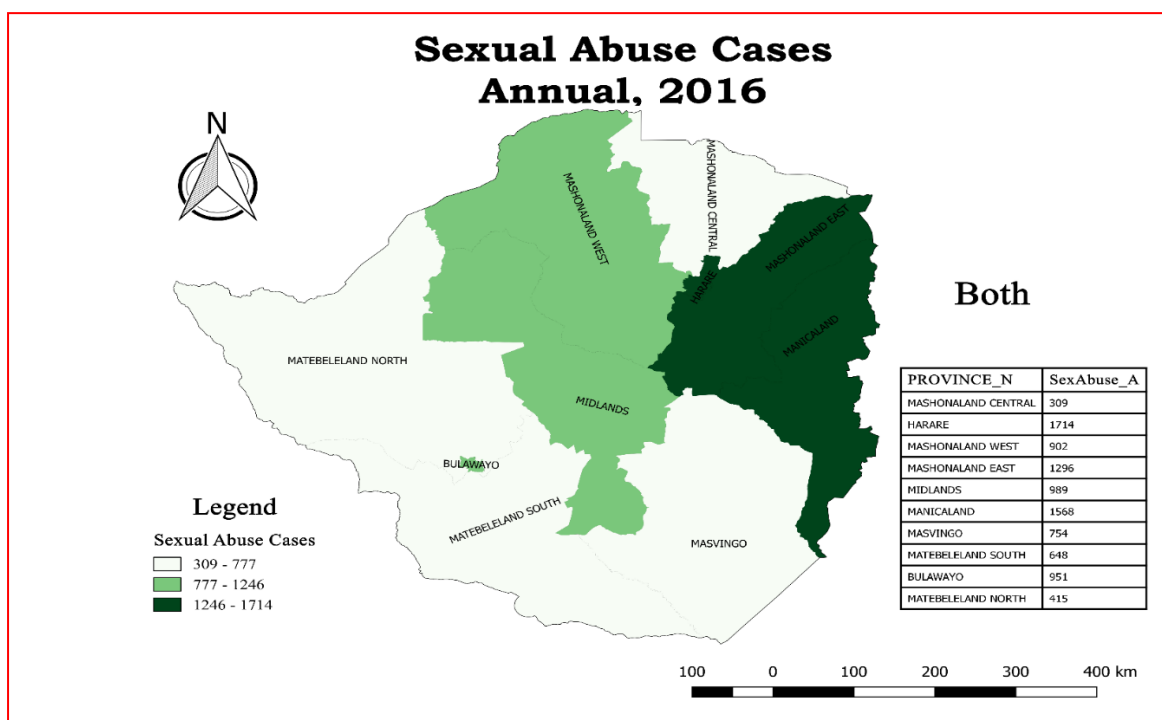 Sexual Abuse Cases
Annual, 2016
N
MASHONALAND CENTRAL
MASHONALAND WEST
MASHONALAND EAST
HARARE
MANICALAND
MATEBELELAND NORTH
MIDLANDS
BULAWAYO
MATEBELELAND SOUTH
MASVINGO
Both
PROVINCE_N SexAbuse_A
MASHONALAND CENTRAL 309
HARARE 1714
MASHONALAND WEST 902
MASHONALAND EAST 1296
MIDLANDS 989
MANICALAND 1568
MASVINGO 754
MATEBELELAND SOUTH 648
BULAWAYO 951
MATEBELELAND NORTH 415
Legend
Sexual Abuse Cases
309 - 777
777 - 1246
1246 - 1714
100 0 100 200 300 400 km